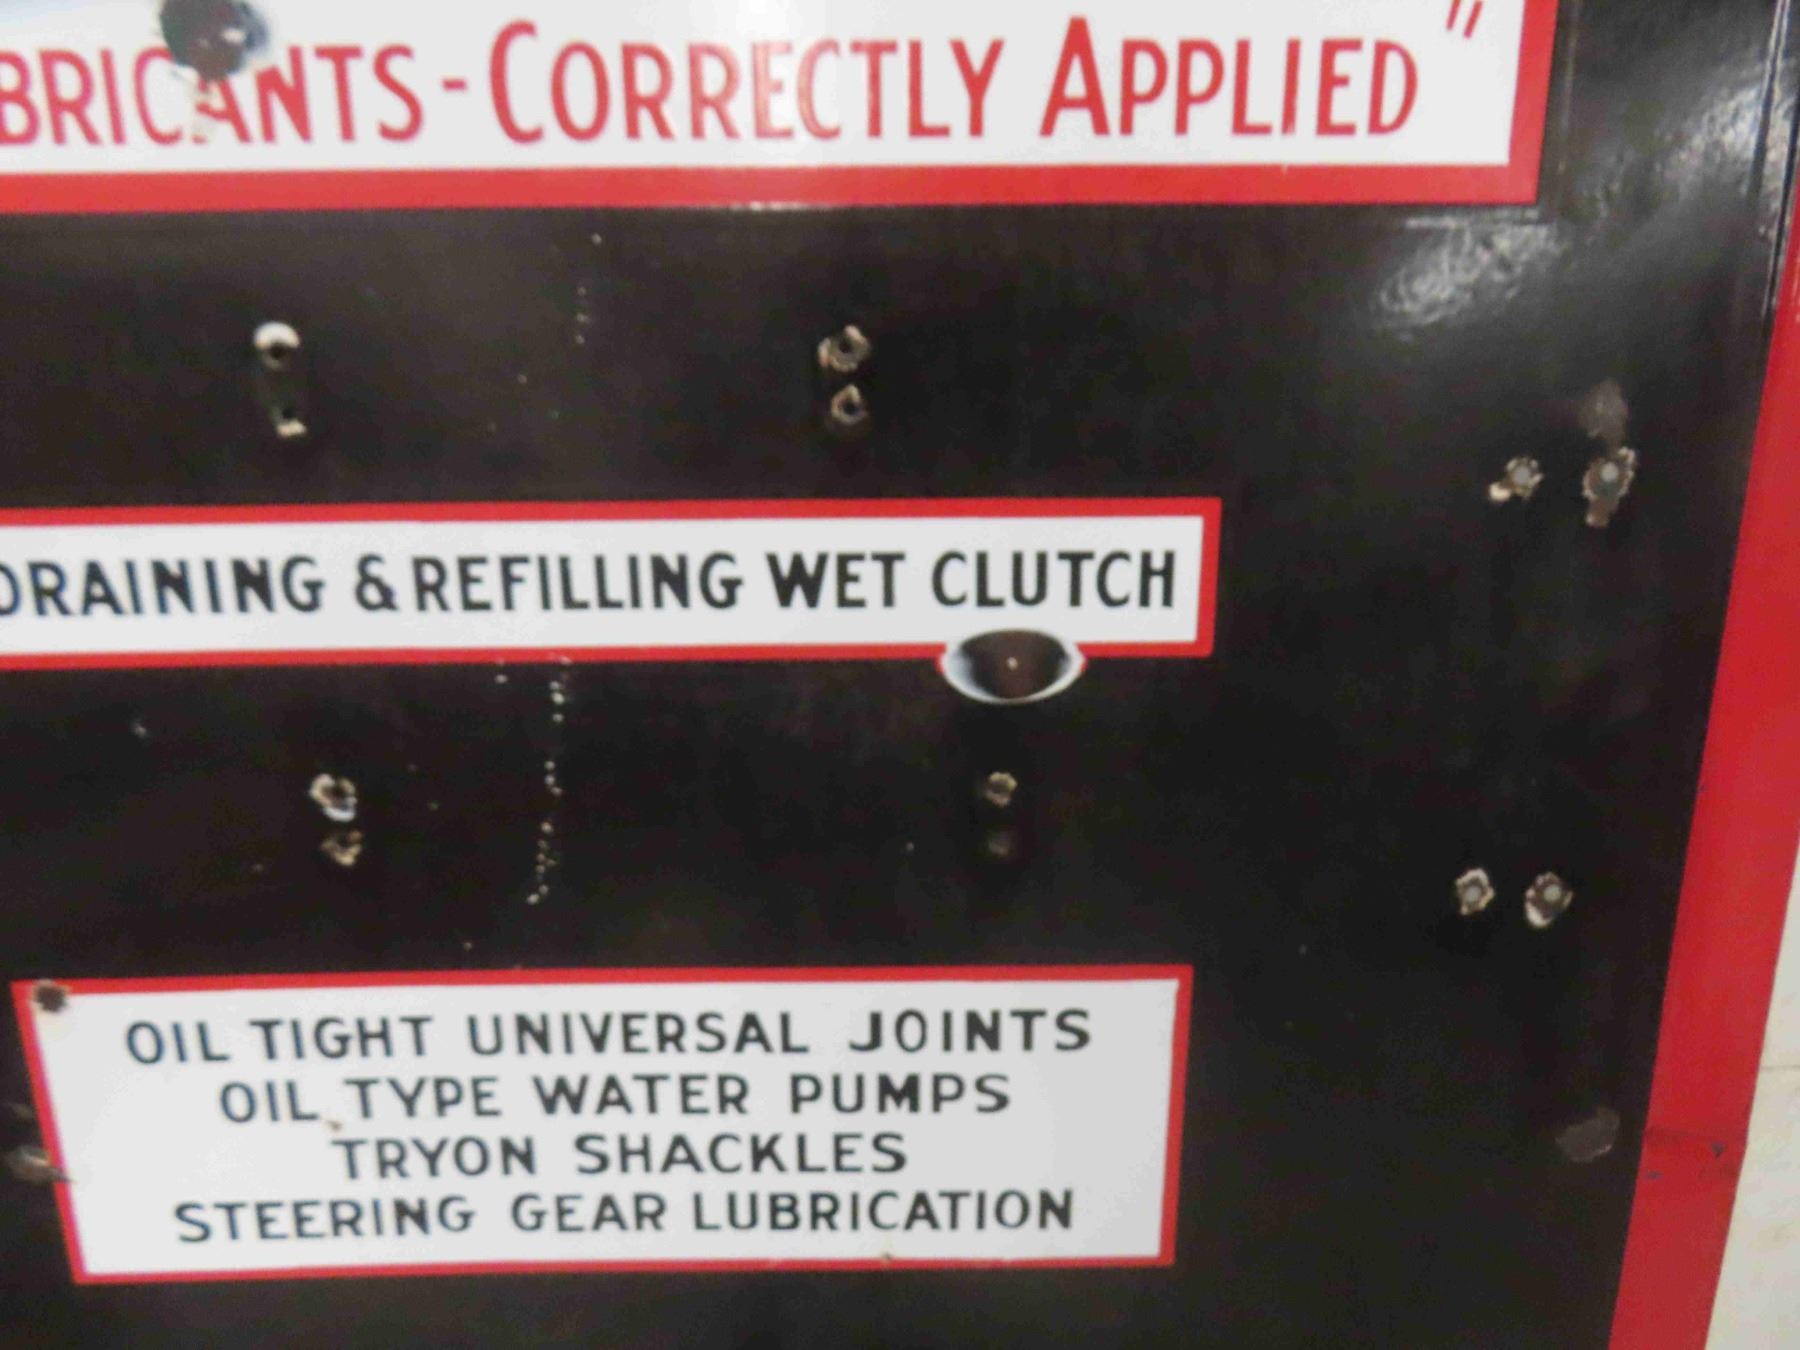 BRICANTS - CORRECTLY APPLIED"
DRAINING & REFILLING WET CLUTCH
OIL TIGHT UNIVERSAL JOINTS
OIL TYPE WATER PUMPS
TRYON SHACKLES
STEERING GEAR LUBRICATION